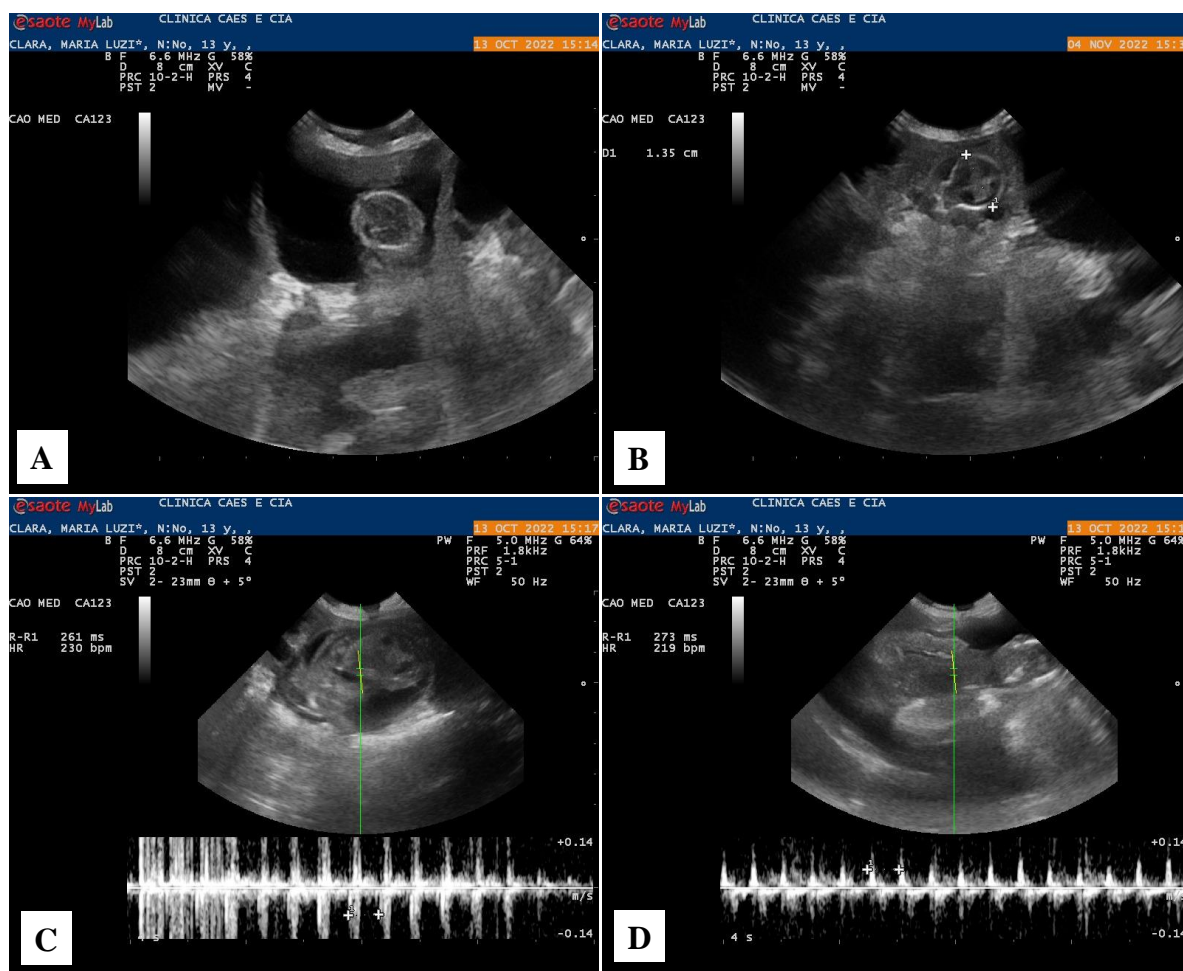 esaote MyLab CLINICA CAES E CIA
CLARA, MARIA LUZI*, N:No, 13 y, , 13 OCT 2022 15:14
B F 6.6 MHz G 58%
D 8 cm XV C
PRC 10-2-H PRS 4
PST 2 MV -
CAO MED CA123
A
esaote MyLab CLINICA CAES E CIA
CLARA, MARIA LUZI*, N:No, 13 y, , 04 NOV 2022 15:3
B F 6.6 MHz G 58%
D 8 cm XV C
PRC 10-2-H PRS 4
PST 2 MV -
CAO MED CA123
D1 1.35 cm
1
B
esaote MyLab CLINICA CAES E CIA
CLARA, MARIA LUZI*, N:No, 13 y, , 13 OCT 2022 15:17
B F 6.6 MHz G 58% PW F 5.0 MHz G 64%
D 8 cm XV C PRF 1.8kHz
PRC 10-2-H PRS 4 PRC 5-1
PST 2 PST 2
SV 2- 23mm θ + 5° WF 50 Hz
CAO MED CA123
R-R1 261 ms
HR 230 bpm
+0.14
m/s
-0.14
4 s
C
esaote MyLab CLINICA CAES E CIA
CLARA, MARIA LUZI*, N:No, 13 y, , 13 OCT 2022 15:1
B F 6.6 MHz G 58% PW F 5.0 MHz G 64%
D 8 cm XV C PRF 1.8kHz
PRC 10-2-H PRS 4 PRC 5-1
PST 2 PST 2
SV 2- 23mm θ + 5° WF 50 Hz
CAO MED CA123
R-R1 273 ms
HR 219 bpm
+0.14
m/s
-0.14
4 s
D